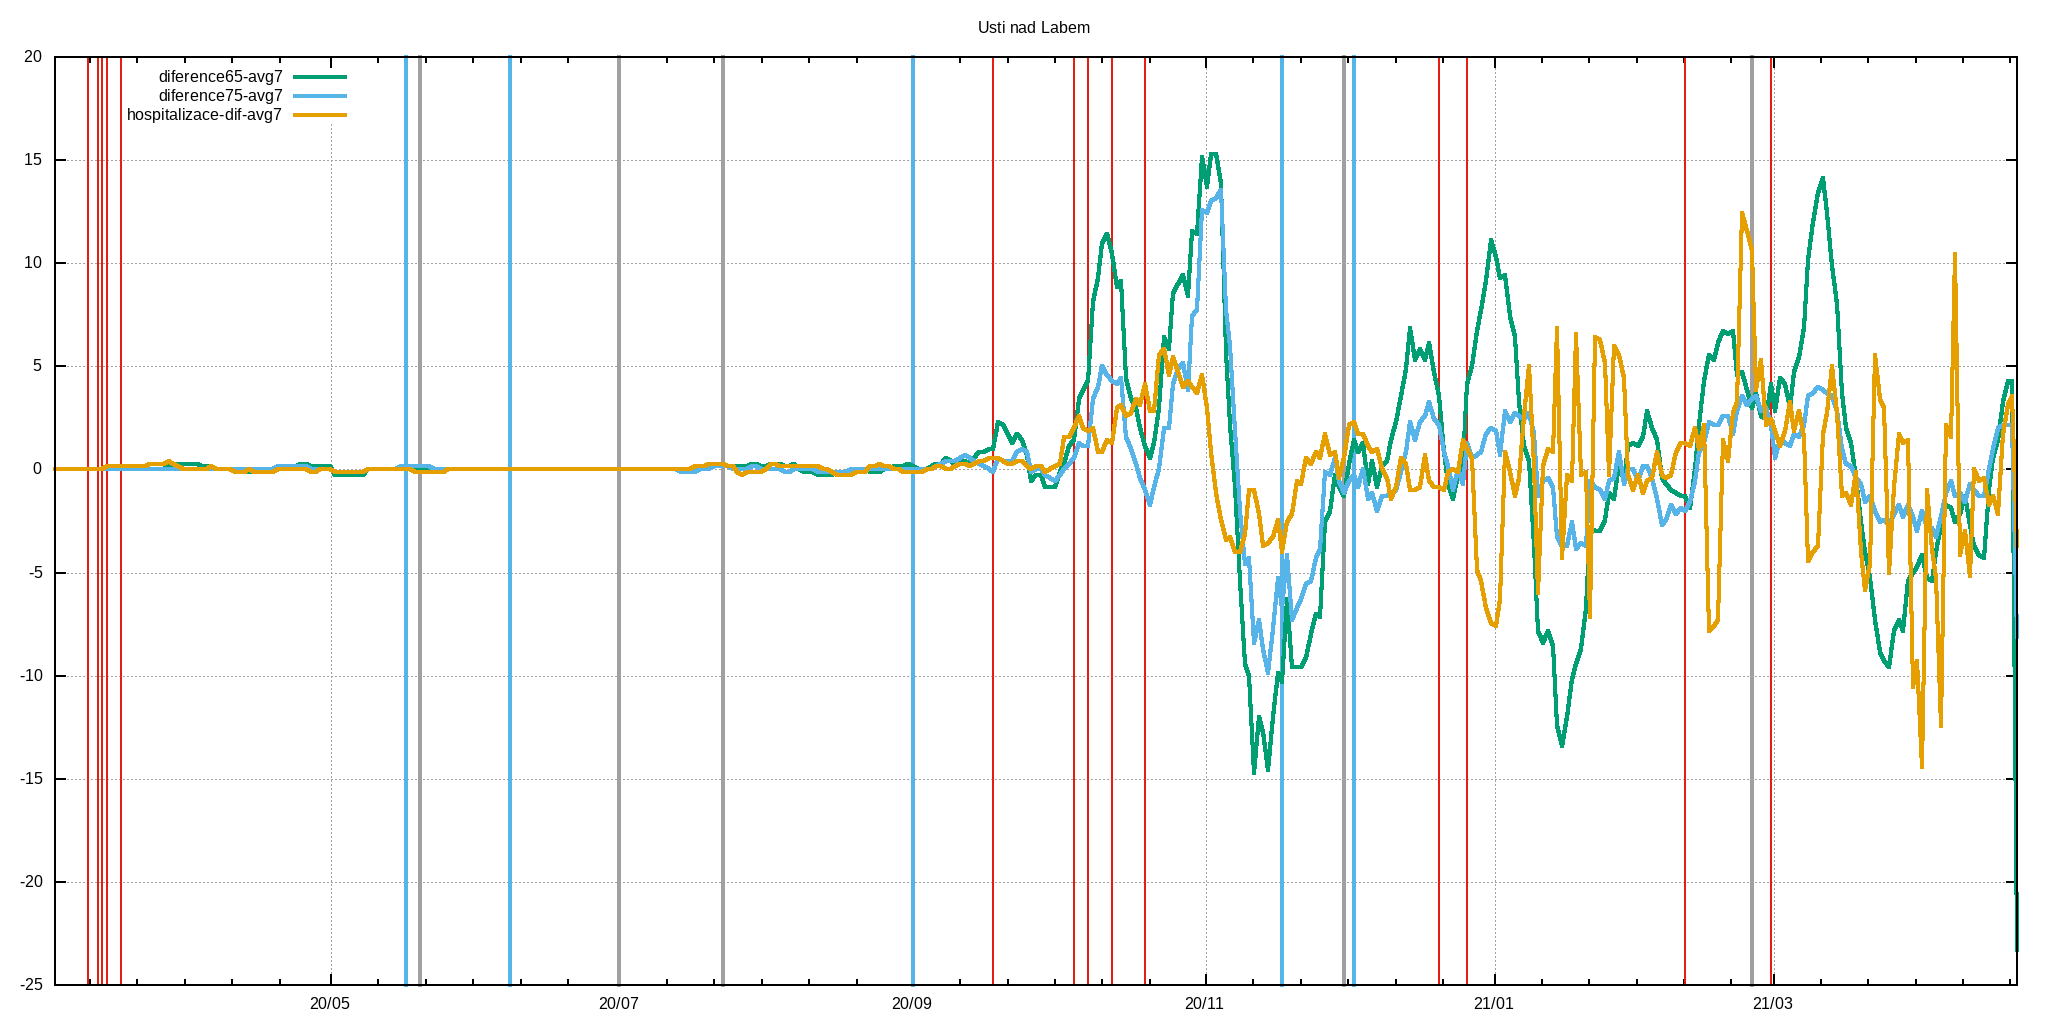 Usti nad Labem
20
diference65-avg7
diference75-avg7
hospitalizace-dif-avg7
15
10
5
0
-5
-10
-15
-20
-25
20/05 20/07 20/09 20/11 21/01 21/03